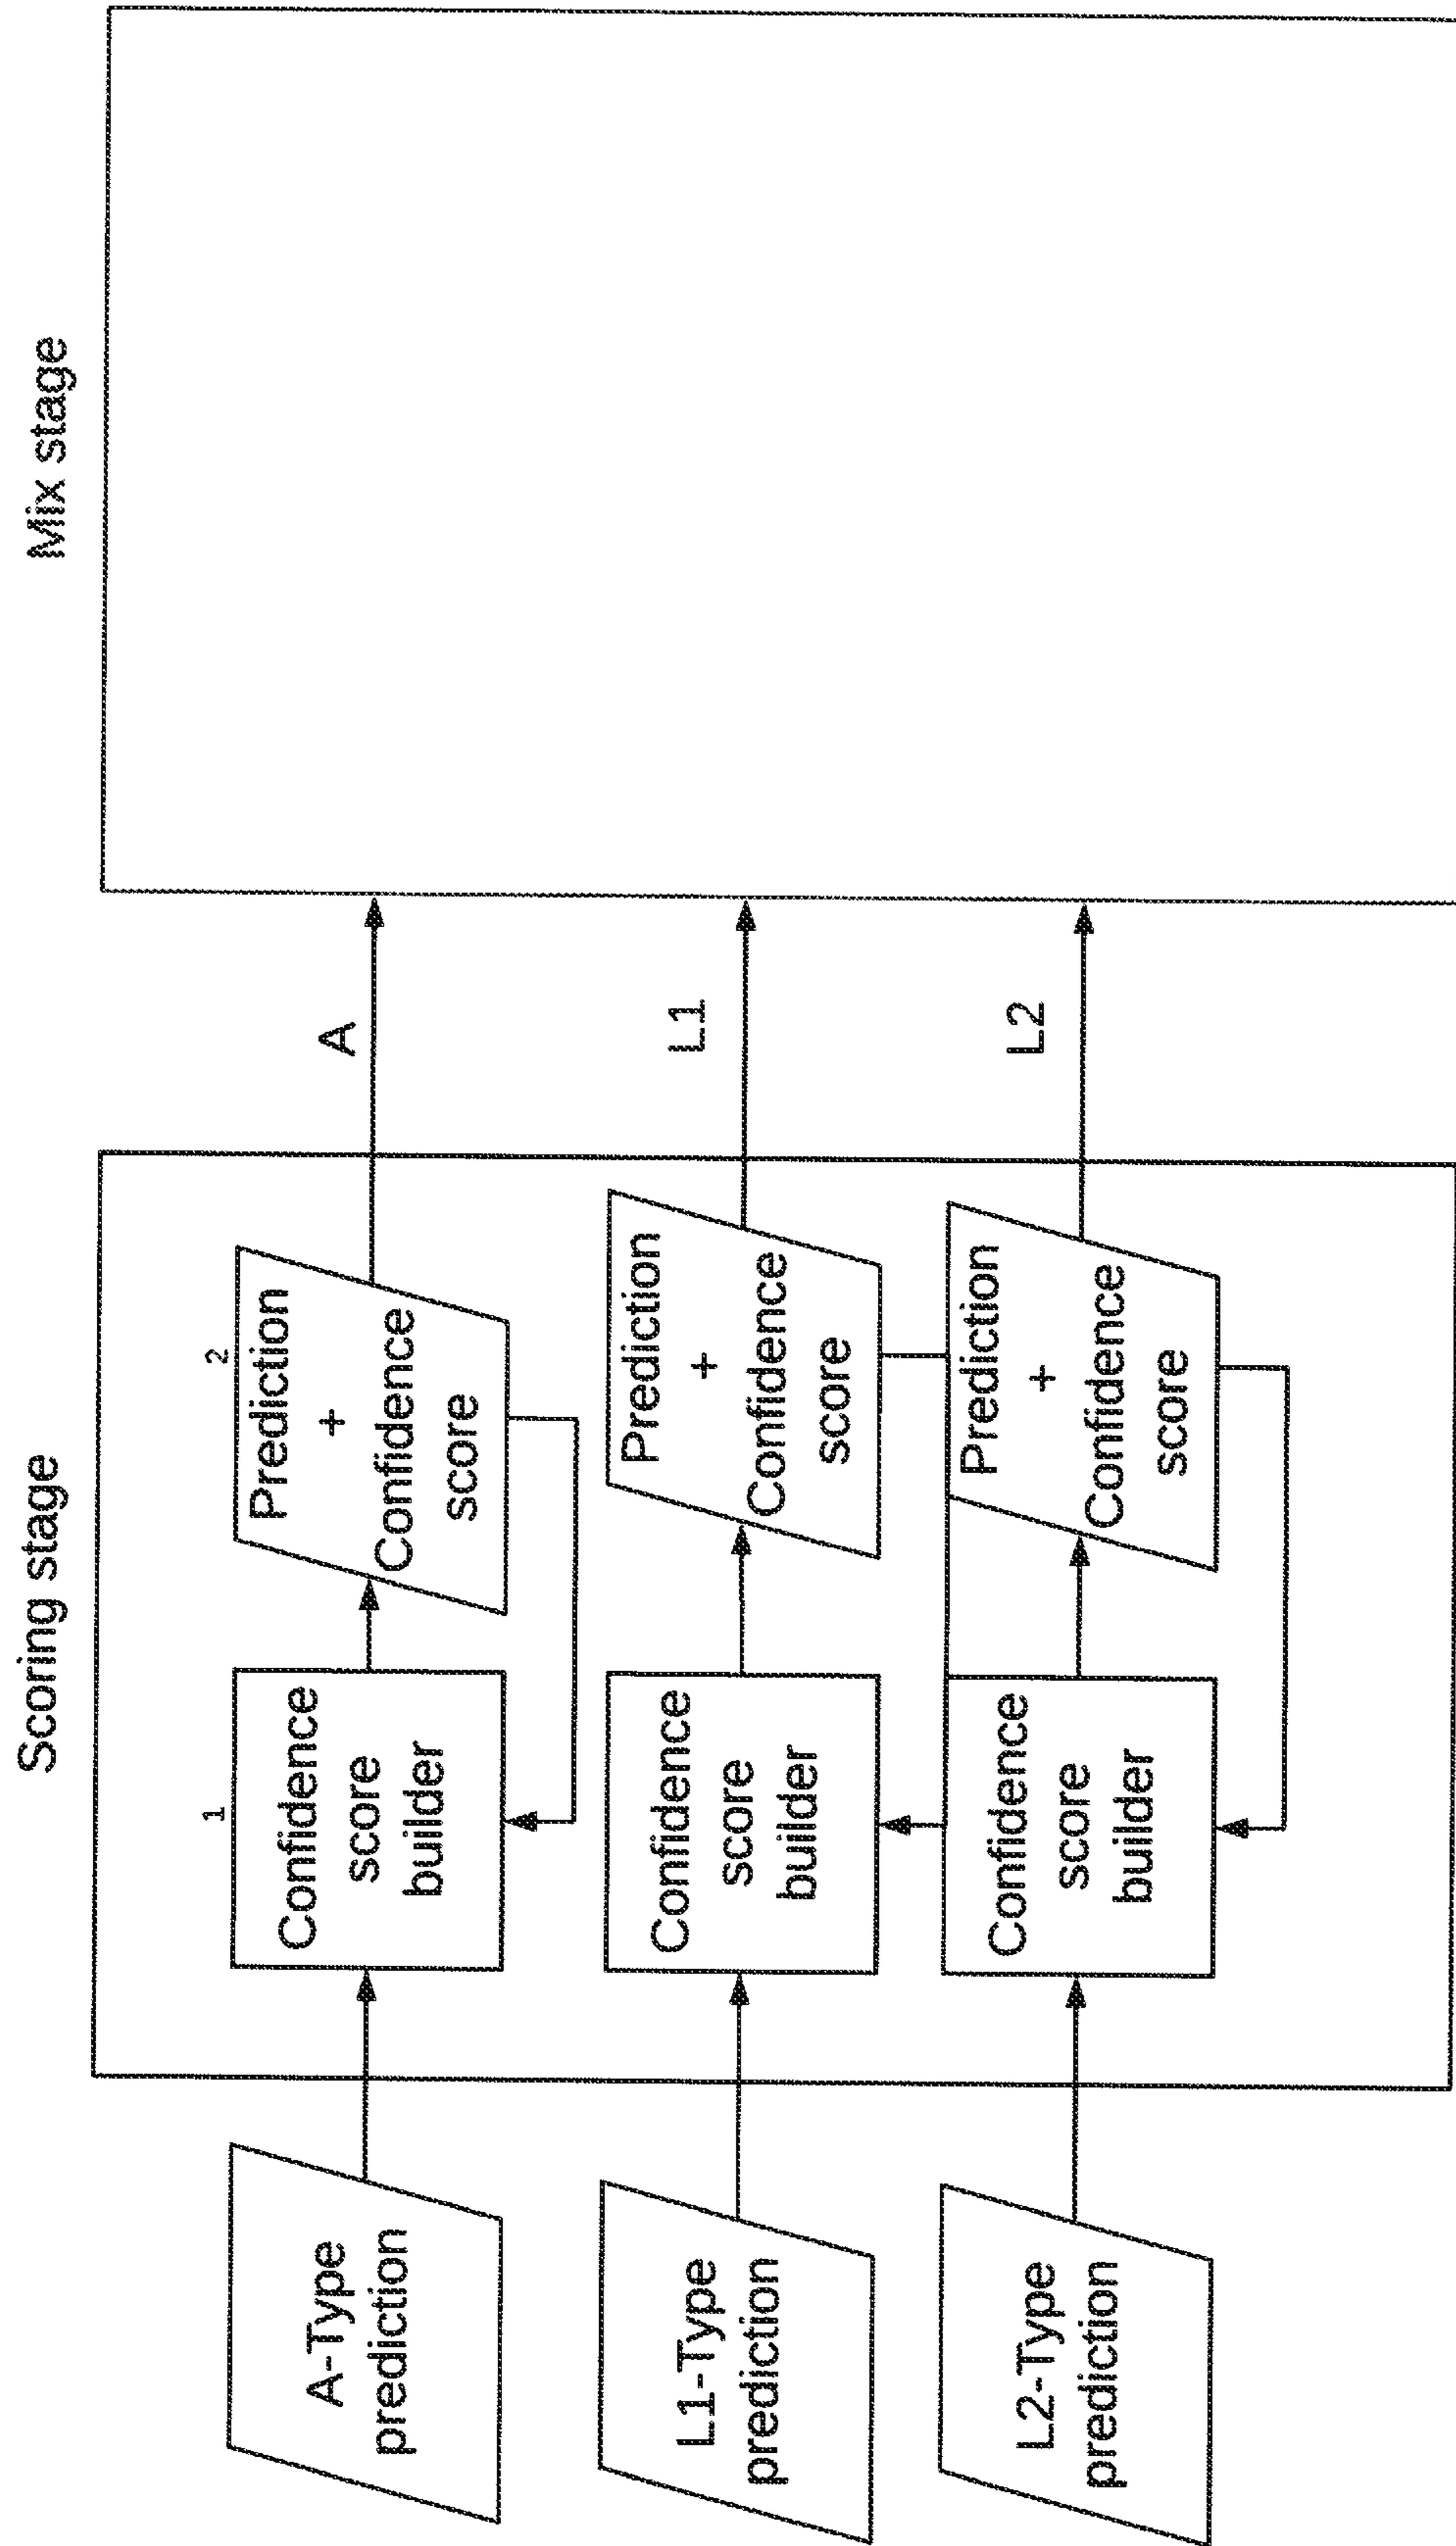 Scoring stage
Mix stage
A-Type
prediction
1
Confidence
score
builder
2
Prediction
+
Confidence
score
A
L1-Type
prediction
Confidence
score
builder
Prediction
+
Confidence
score
L1
L2-Type
prediction
Confidence
score
builder
Prediction
+
Confidence
score
L2